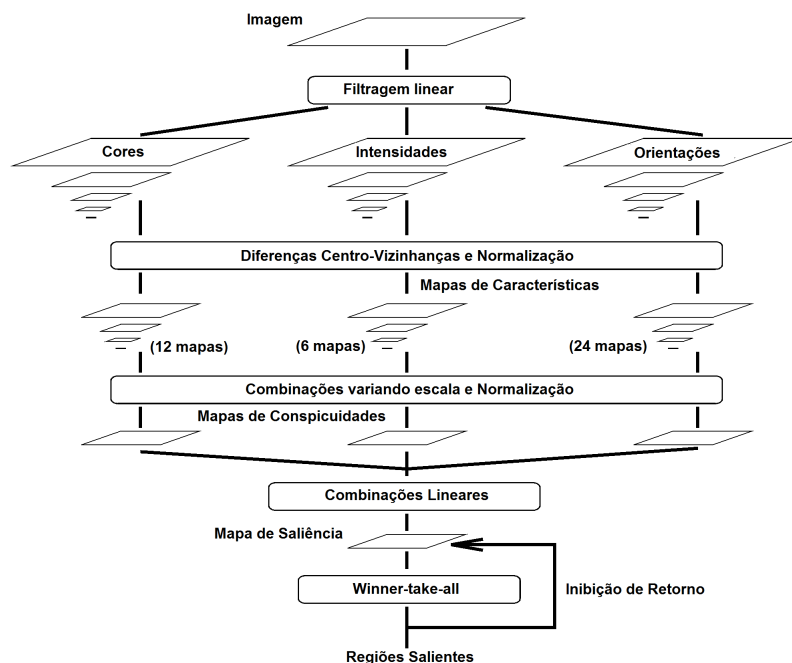 Imagem
Filtragem linear
Cores
Intensidades
Orientações
Diferenças Centro-Vizinhanças e Normalização
Mapas de Características
(12 mapas)
(6 mapas)
(24 mapas)
Combinações variando escala e Normalização
Mapas de Conspicuidades
Combinações Lineares
Mapa de Saliência
Winner-take-all
Inibição de Retorno
Regiões Salientes